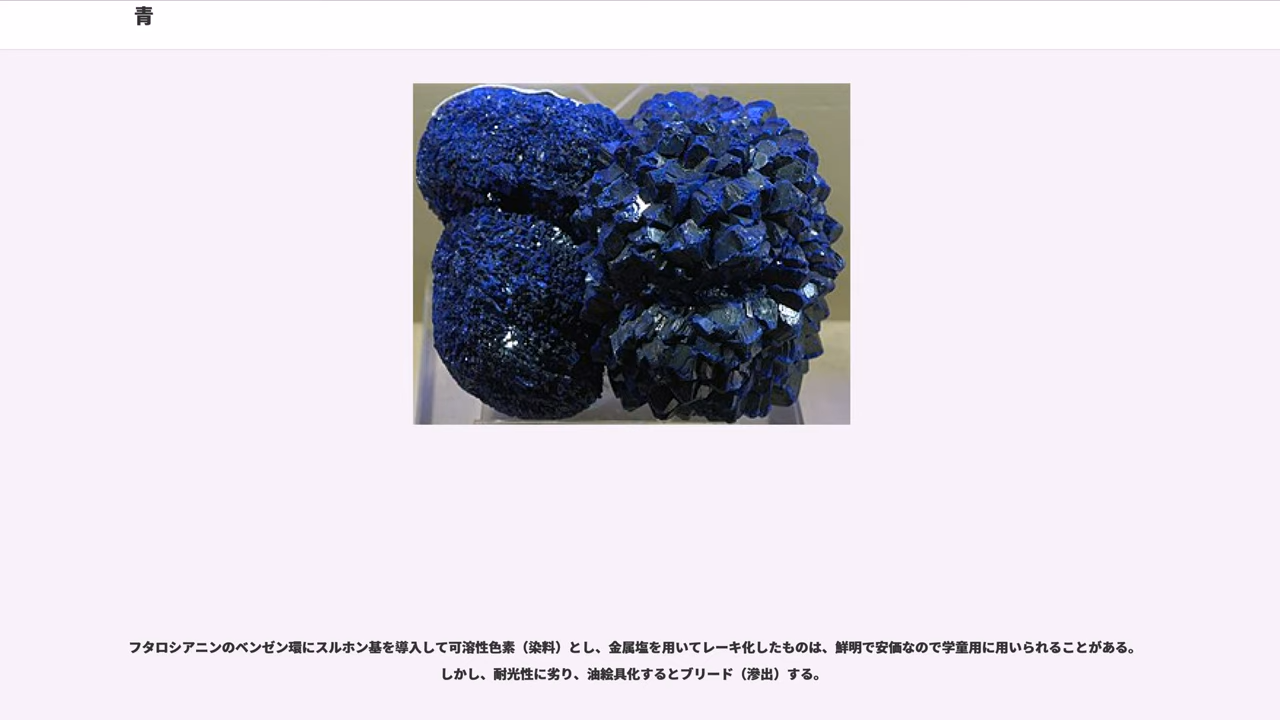 青
フタロシアニンのベンゼン環にスルホン基を導入して可溶性色素（染料）とし、金属塩を用いてレーキ化したものは、鮮明で安価なので学童用に用いられることがある。
しかし、耐光性に劣り、油絵具化するとブリード（滲出）する。